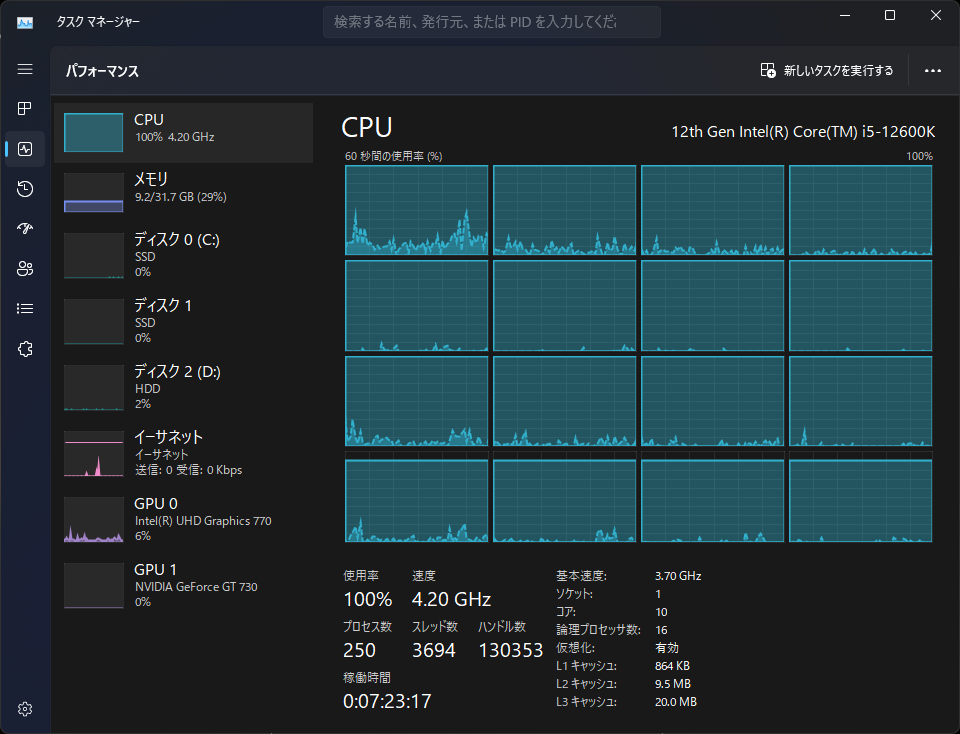 タスク マネージャー
検索する名前、発行元、または PID を入力してくだ
パフォーマンス
新しいタスクを実行する
CPU
100% 4.20 GHz
メモリ
9.2/31.7 GB (29%)
ディスク 0 (C:)
SSD
0%
ディスク 1
SSD
0%
ディスク 2 (D:)
HDD
2%
イーサネット
イーサネット
送信: 0 受信: 0 Kbps
GPU 0
Intel(R) UHD Graphics 770
6%
GPU 1
NVIDIA GeForce GT 730
0%
CPU
12th Gen Intel(R) Core(TM) i5-12600K
60 秒間の使用率 (%)
100%
使用率 速度
100% 4.20 GHz
プロセス数 スレッド数 ハンドル数
250 3694 130353
稼働時間
0:07:23:17
基本速度: 3.70 GHz
ソケット: 1
コア: 10
論理プロセッサ数: 16
仮想化: 有効
L1 キャッシュ: 864 KB
L2 キャッシュ: 9.5 MB
L3 キャッシュ: 20.0 MB